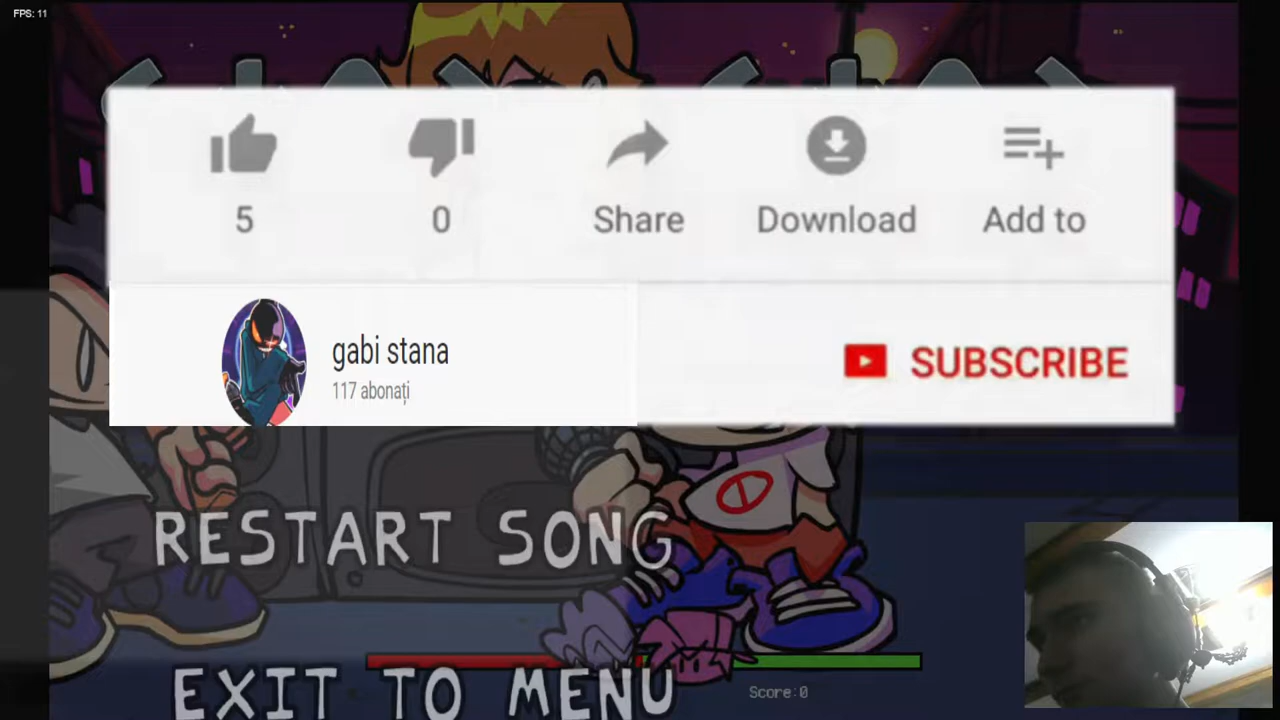 FPS: 11
5
0
Share
Download
Add to
gabi stana
117 abonați
SUBSCRIBE
RESTART SONG
EXIT TO MENU
Score:0